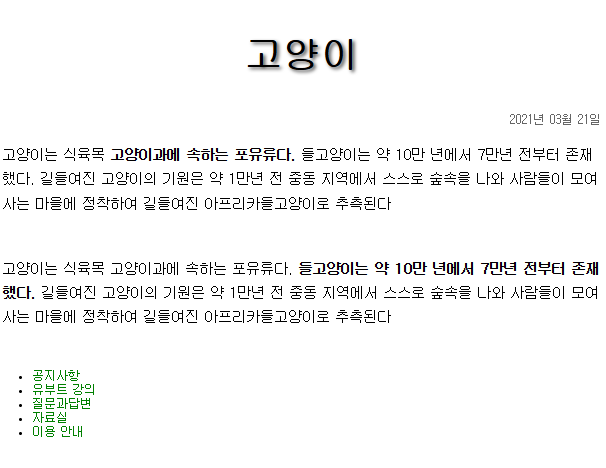 고양이
2021년 03월 21일
고양이는 식육목 고양이과에 속하는 포유류다. 들고양이는 약 10만 년에서 7만년 전부터 존재
했다. 길들여진 고양이의 기원은 약 1만년 전 중동 지역에서 스스로 숲속을 나와 사람들이 모여
사는 마을에 정착하여 길들여진 아프리카들고양이로 추측된다
고양이는 식육목 고양이과에 속하는 포유류다. 들고양이는 약 10만 년에서 7만년 전부터 존재
했다. 길들여진 고양이의 기원은 약 1만년 전 중동 지역에서 스스로 숲속을 나와 사람들이 모여
사는 마을에 정착하여 길들여진 아프리카들고양이로 추측된다
공지사항
유부트 강의
질문과답변
자료실
이용 안내